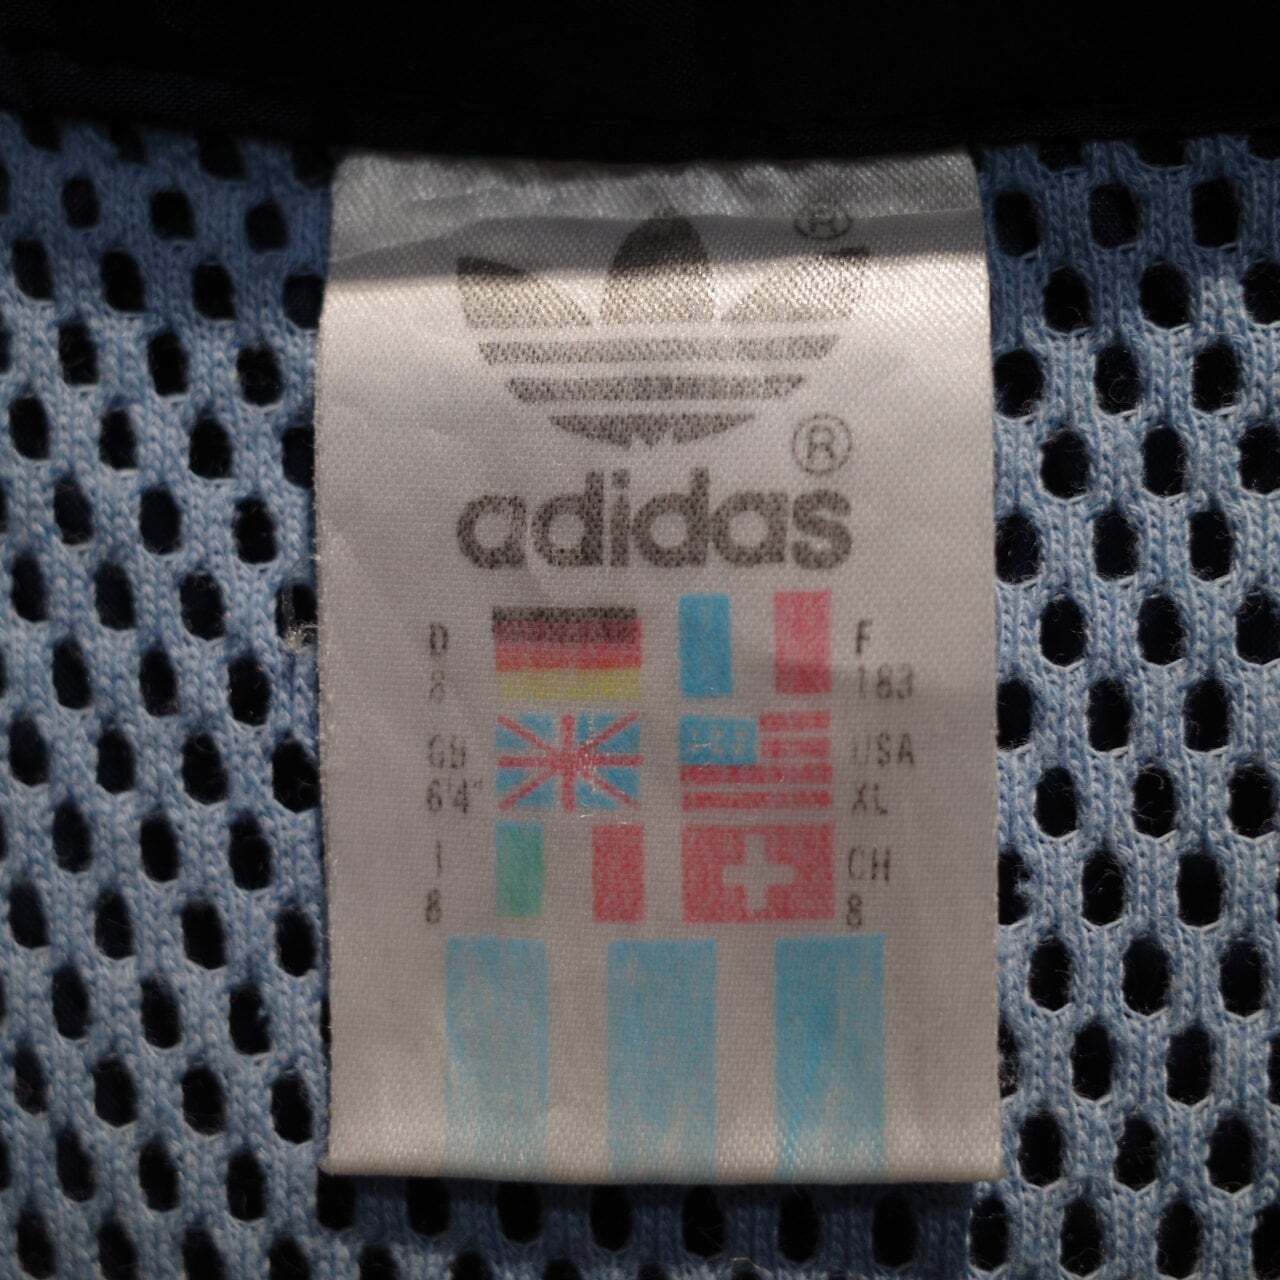 ®
®
adidas
D F
8 183
GB USA
6'4" XL
I CH
8 8